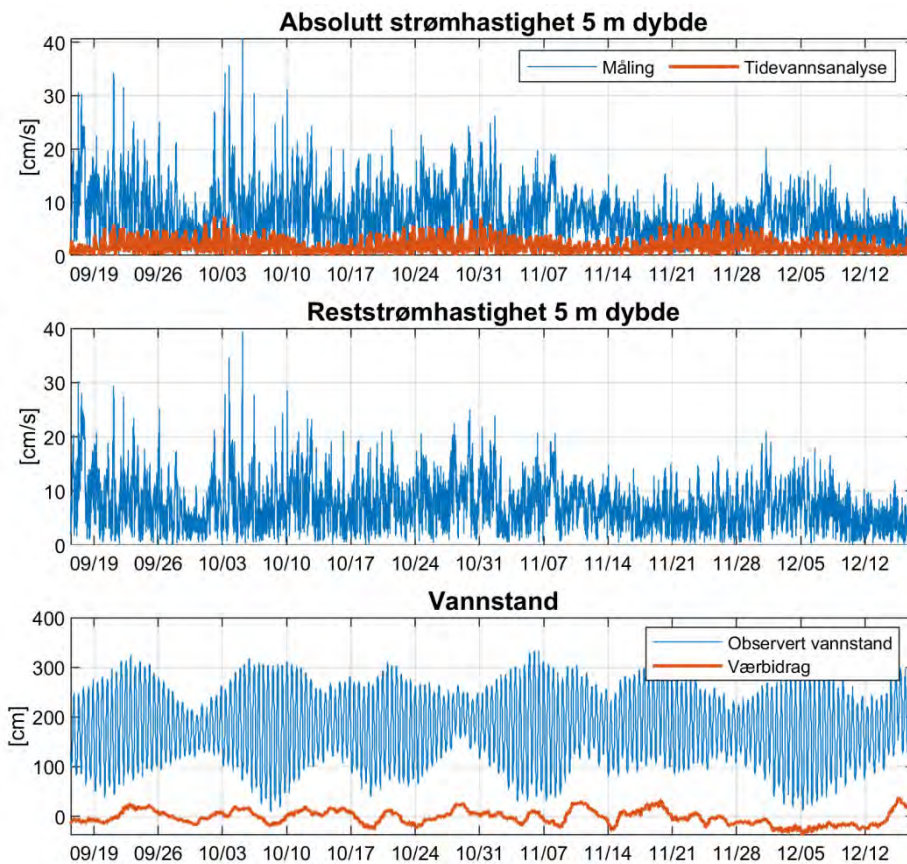 Absolutt strømhastighet 5 m dybde
40
Måling
Tidevannsanalyse
30
20
10
0
[cm/s]
09/19 09/26 10/03 10/10 10/17 10/24 10/31 11/07 11/14 11/21 11/28 12/05 12/12
Reststrømhastighet 5 m dybde
40
30
20
10
0
[cm/s]
09/19 09/26 10/03 10/10 10/17 10/24 10/31 11/07 11/14 11/21 11/28 12/05 12/12
Vannstand
400
Observert vannstand
Værbidrag
300
200
100
0
[cm]
09/19 09/26 10/03 10/10 10/17 10/24 10/31 11/07 11/14 11/21 11/28 12/05 12/12